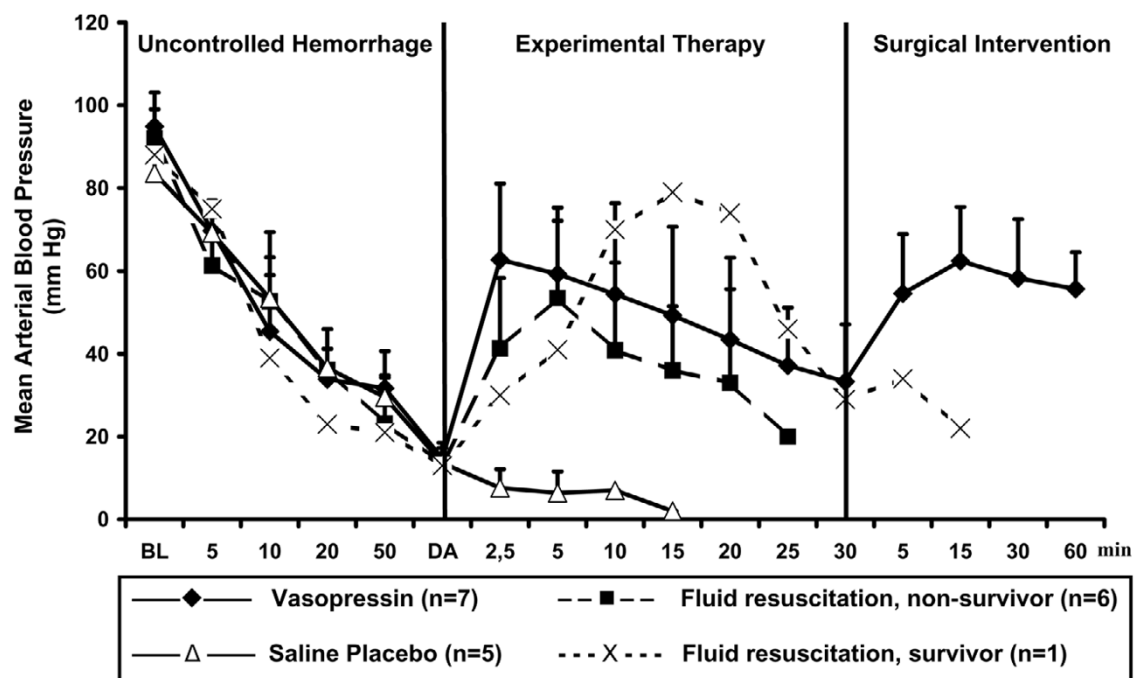 Uncontrolled Hemorrhage Experimental Therapy Surgical Intervention
Mean Arterial Blood Pressure
(mm Hg)
120
100
80
60
40
20
0
BL 5 10 20 50 DA 2,5 5 10 15 20 25 30 5 15 30 60 min
Vasopressin (n=7) Fluid resuscitation, non-survivor (n=6)
Saline Placebo (n=5) Fluid resuscitation, survivor (n=1)